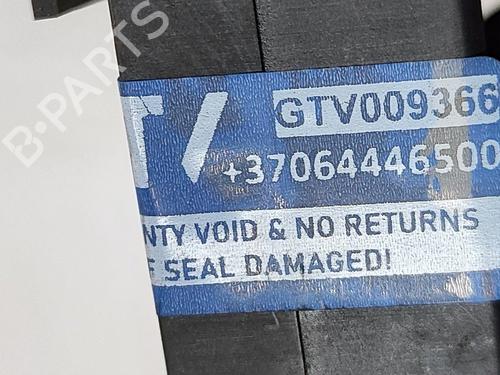 B-PARTS
GTV009366
+37064446500
NTY VOID & NO RETURNS
SEAL DAMAGED!